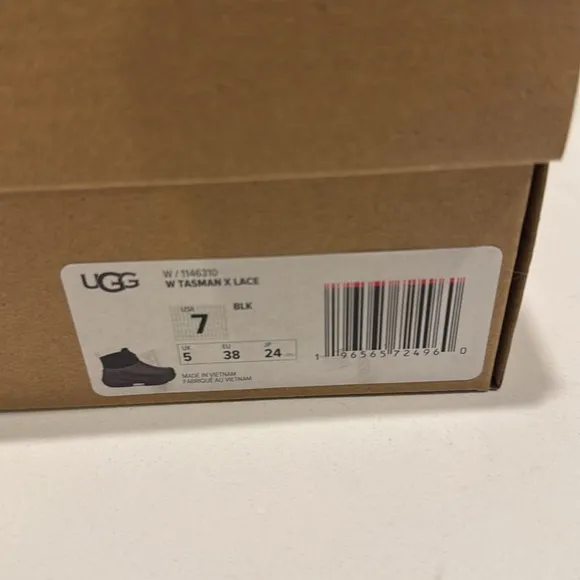 UGG
W / 1146310
W TASMAN X LACE
USA
7
BLK
UK
5
EU
38
JP
24 cm
MADE IN VIETNAM
FABRIQUÉ AU VIETNAM
1 96565 72496 0